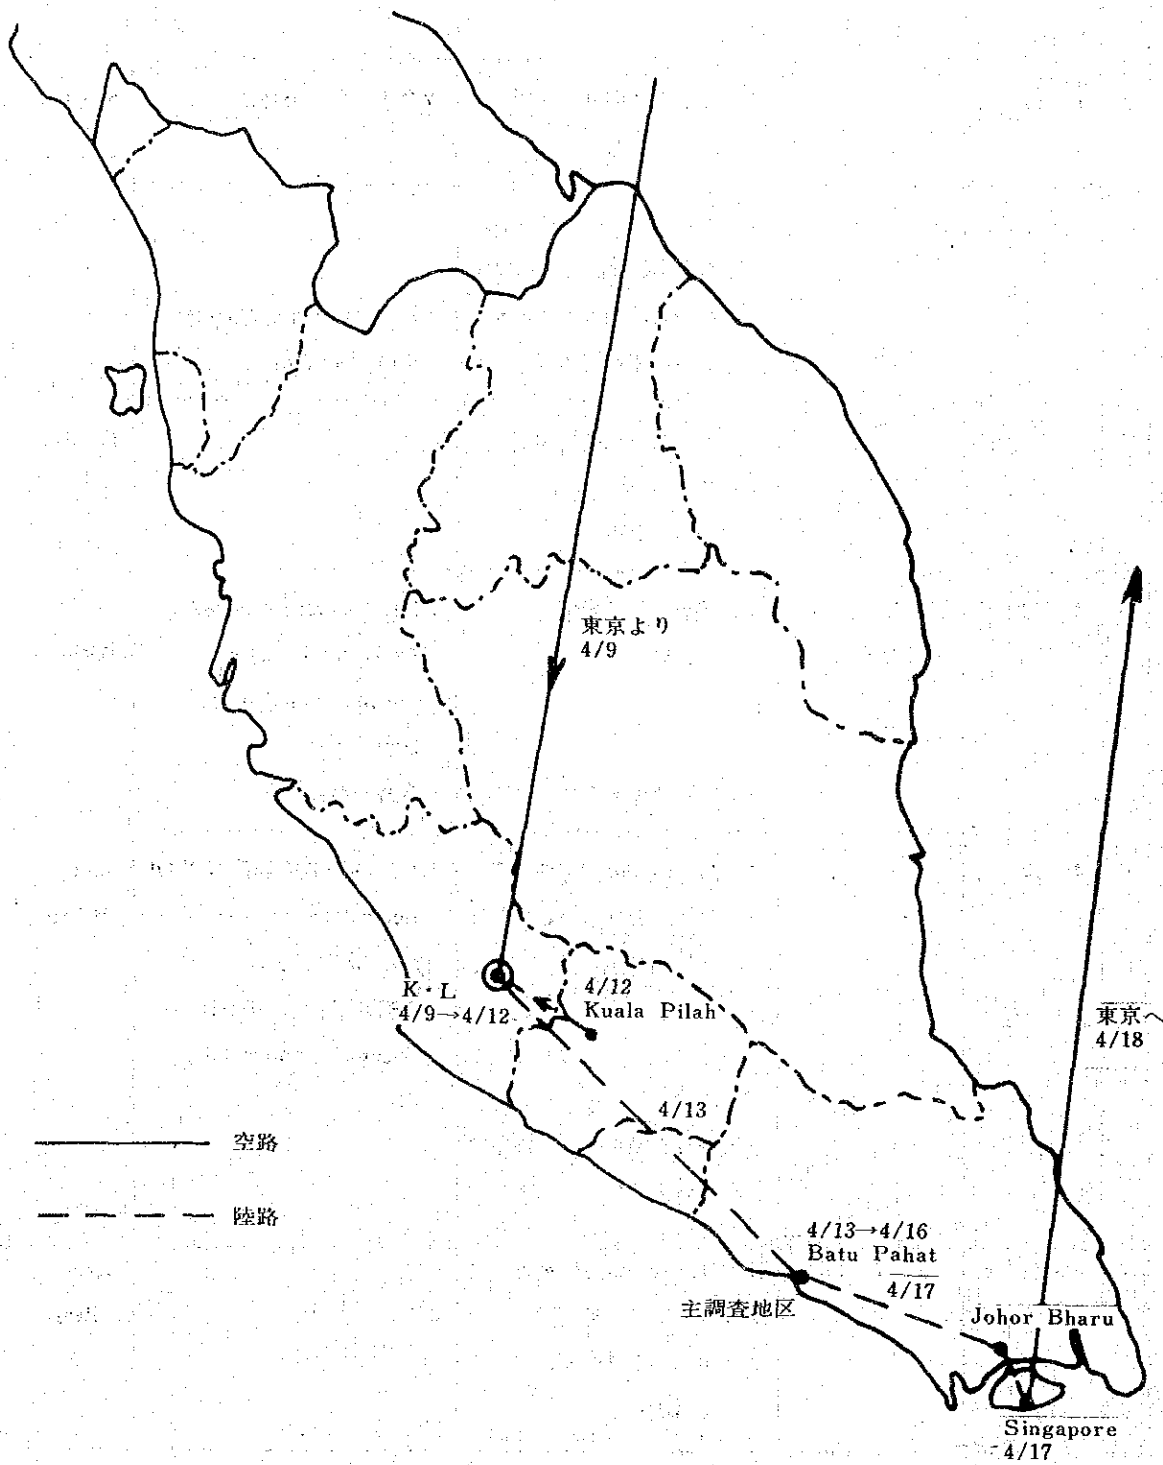 東京より
4/9
K・L
4/9→4/12
4/12
Kuala Pilah
東京へ
4/18
4/13
空路
陸路
4/13→4/16
Batu Pahat
4/17
主調査地区
Johor Bharu
Singapore
4/17